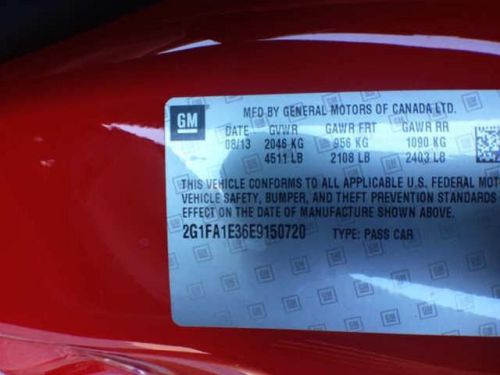 GM
MFD BY GENERAL MOTORS OF CANADA LTD.
DATE GVWR GAWR FRT GAWR RR
08/13 2046 KG 956 KG 1090 KG
4511 LB 2108 LB 2403 LB
THIS VEHICLE CONFORMS TO ALL APPLICABLE U.S. FEDERAL MOT
VEHICLE SAFETY, BUMPER, AND THEFT PREVENTION STANDARDS
EFFECT ON THE DATE OF MANUFACTURE SHOWN ABOVE.
2G1FA1E36E9150720 TYPE: PASS CAR